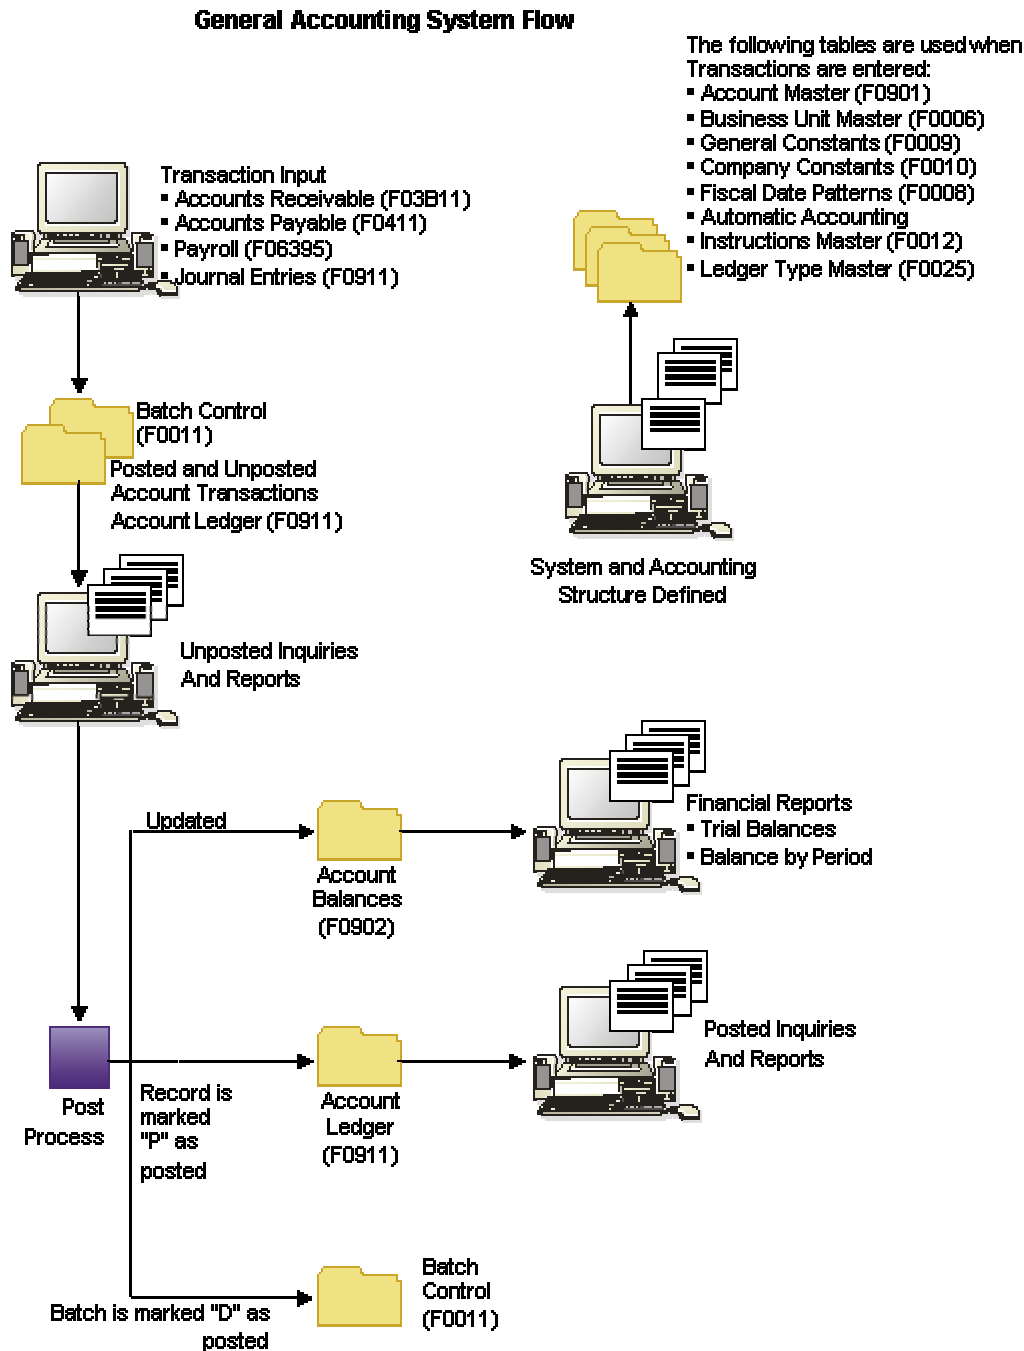 General Accounting System Flow
The following tables are used when
Transactions are entered:
▪ Account Master (F0901)
▪ Business Unit Master (F0006)
▪ General Constants (F0009)
▪ Company Constants (F0010)
▪ Fiscal Date Patterns (F0008)
▪ Automatic Accounting
▪ Instructions Master (F0012)
▪ Ledger Type Master (F0025)
Transaction Input
▪ Accounts Receivable (F03B11)
▪ Accounts Payable (F0411)
▪ Payroll (F06395)
▪ Journal Entries (F0911)
Batch Control
(F0011)
Posted and Unposted
Account Transactions
Account Ledger (F0911)
System and Accounting
Structure Defined
Unposted Inquiries
And Reports
Updated
Account
Balances
(F0902)
Financial Reports
▪ Trial Balances
▪ Balance by Period
Post
Process
Record is
marked
"P" as
posted
Account
Ledger
(F0911)
Posted Inquiries
And Reports
Batch is marked "D" as
posted
Batch
Control
(F0011)